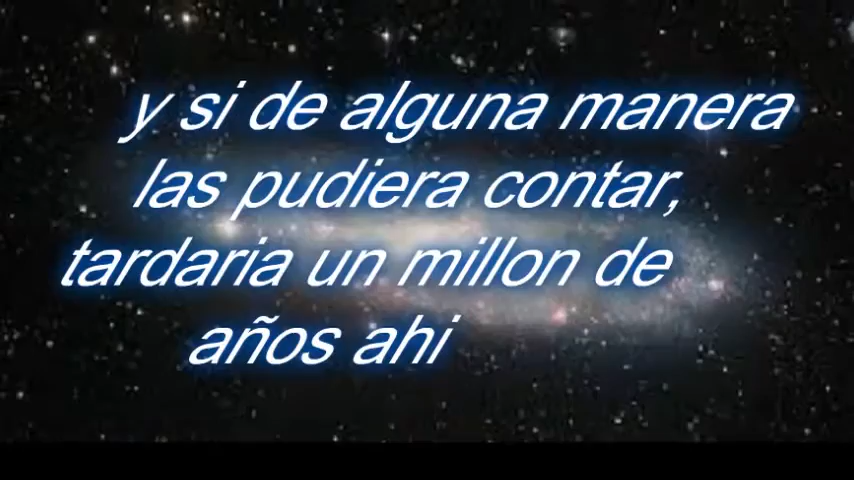 y si de alguna manera
las pudiera contar,
tardaria un millon de
años ahi